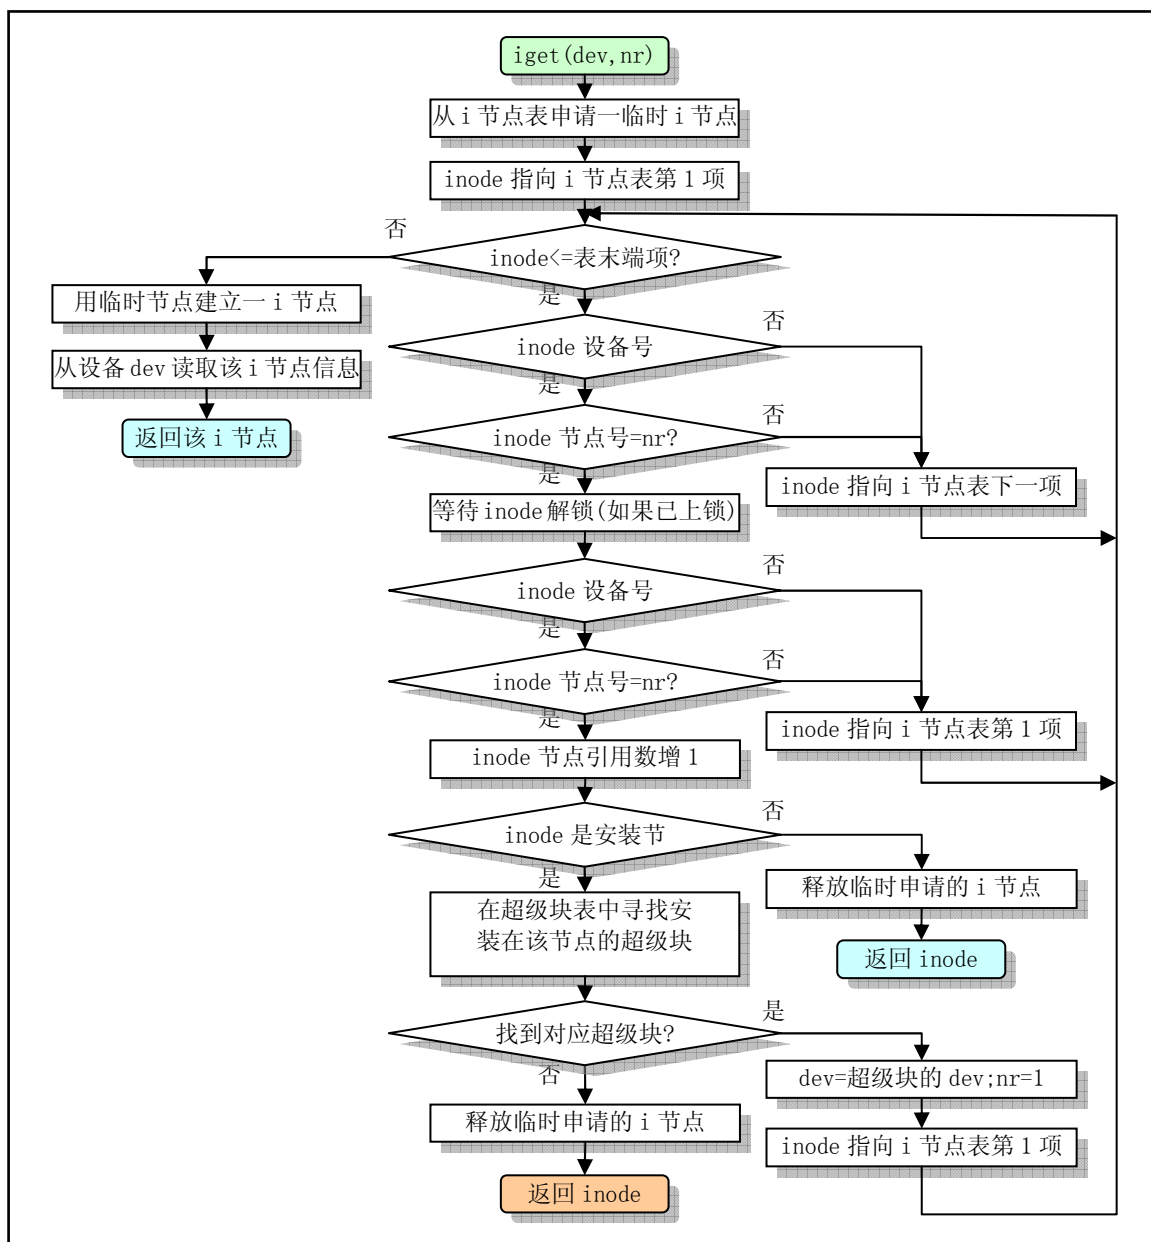 iget(dev,nr)
从 i 节点表申请一临时 i 节点
inode 指向 i 节点表第 1 项
否
inode<=表末端项?
是
用临时节点建立一 i 节点
从设备 dev 读取该 i 节点信息
返回该 i 节点
否
inode 设备号
是
否
inode 节点号=nr?
是
inode 指向 i 节点表下一项
等待 inode 解锁(如果已上锁)
否
inode 设备号
是
否
inode 节点号=nr?
是
inode 指向 i 节点表第 1 项
inode 节点引用数增 1
否
inode 是安装节
是
释放临时申请的 i 节点
返回 inode
在超级块表中寻找安
装在该节点的超级块
是
找到对应超级块?
否
dev=超级块的 dev;nr=1
inode 指向 i 节点表第 1 项
释放临时申请的 i 节点
返回 inode